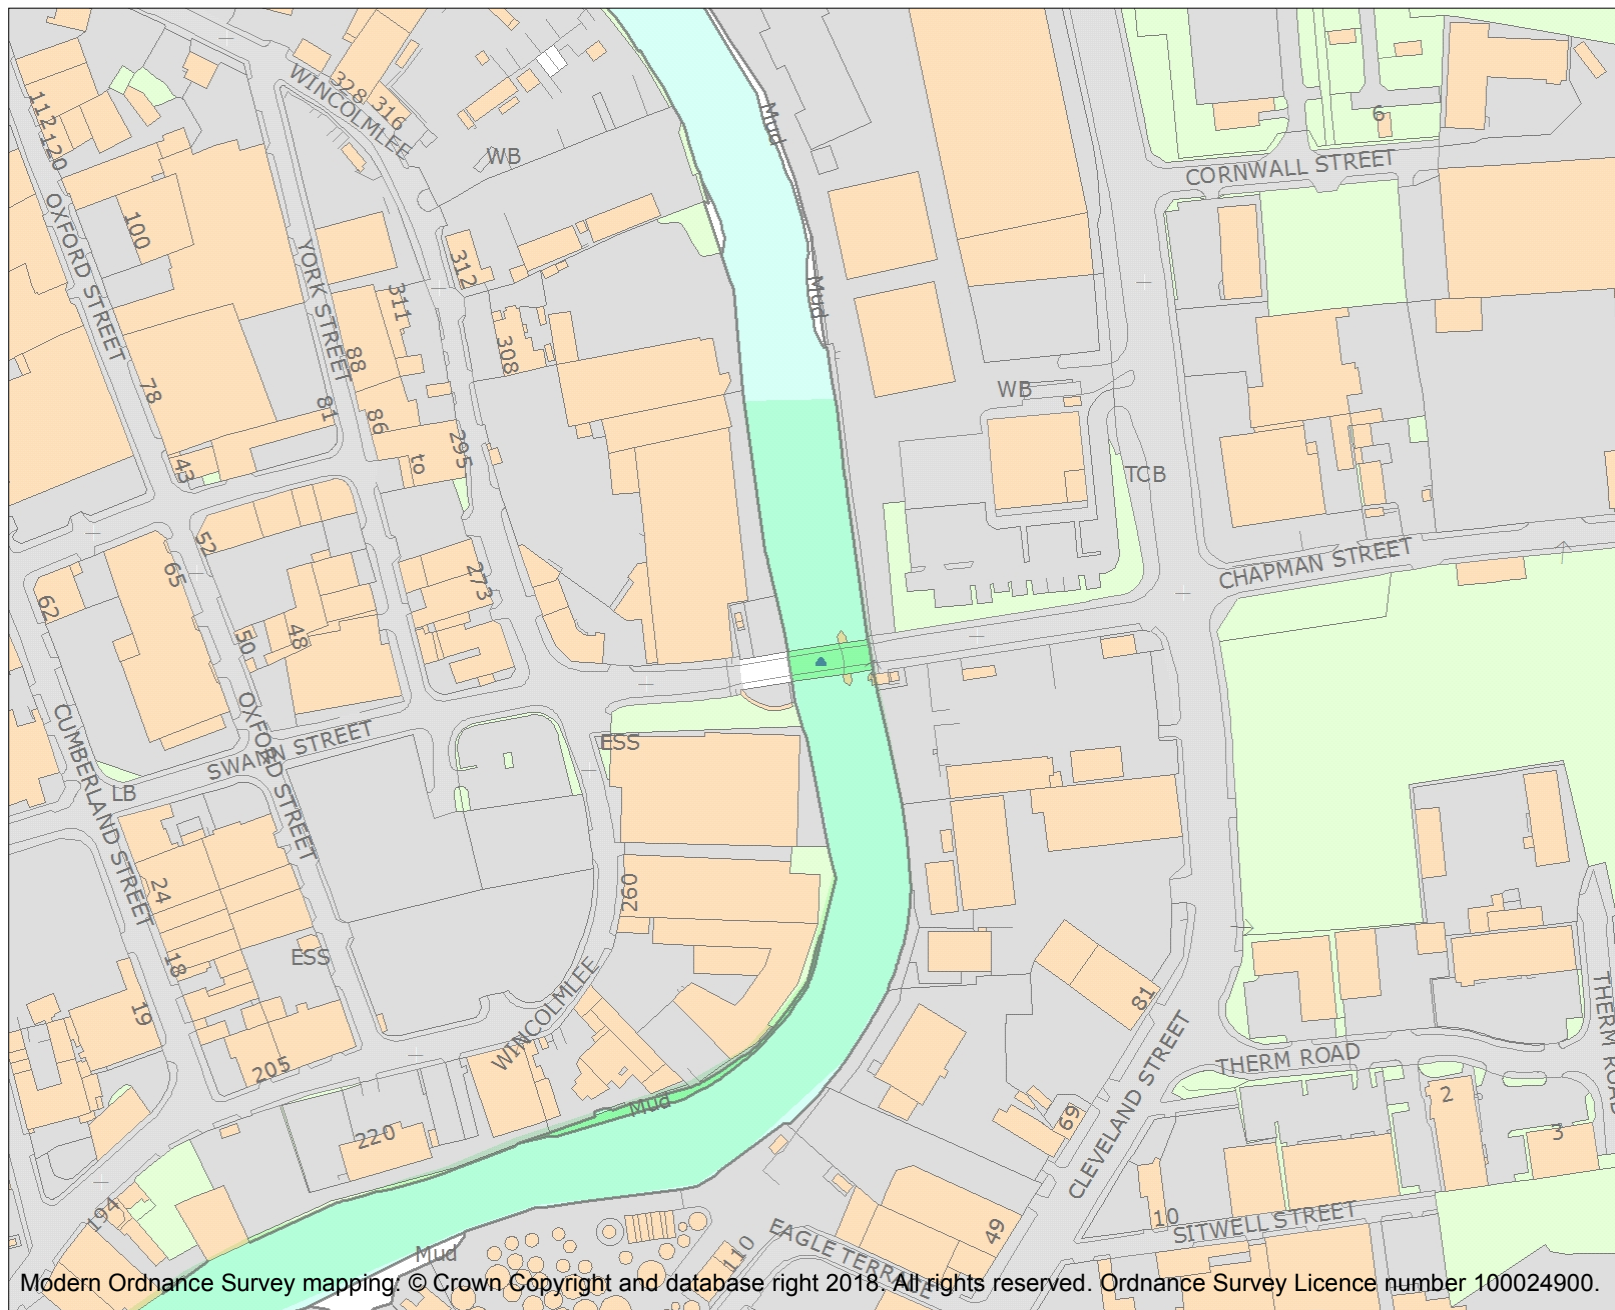 WINCOLMLEE
328-316
112-120
Mud
6
CORNWALL STREET
WB
OXFORD STREET
100
YORK STREET
312
311
Mud
308
88
78
81
86
WB
295
to
43
TCB
52
65
273
CHAPMAN STREET
62
50
48
CUMBERLAND STREET
OXFORD STREET
SWANN STREET
ESS
LB
24
260
18
ESS
WINCOLMLEE
19
81
THERM ROAD
205
THERM ROAD
CLEVELAND STREET
Mud
2
69
220
3
194
10
SITWELL STREET
49
EAGLE TERRACE
110
Mud
Modern Ordnance Survey mapping: © Crown Copyright and database right 2018. All rights reserved. Ordnance Survey Licence number 100024900.